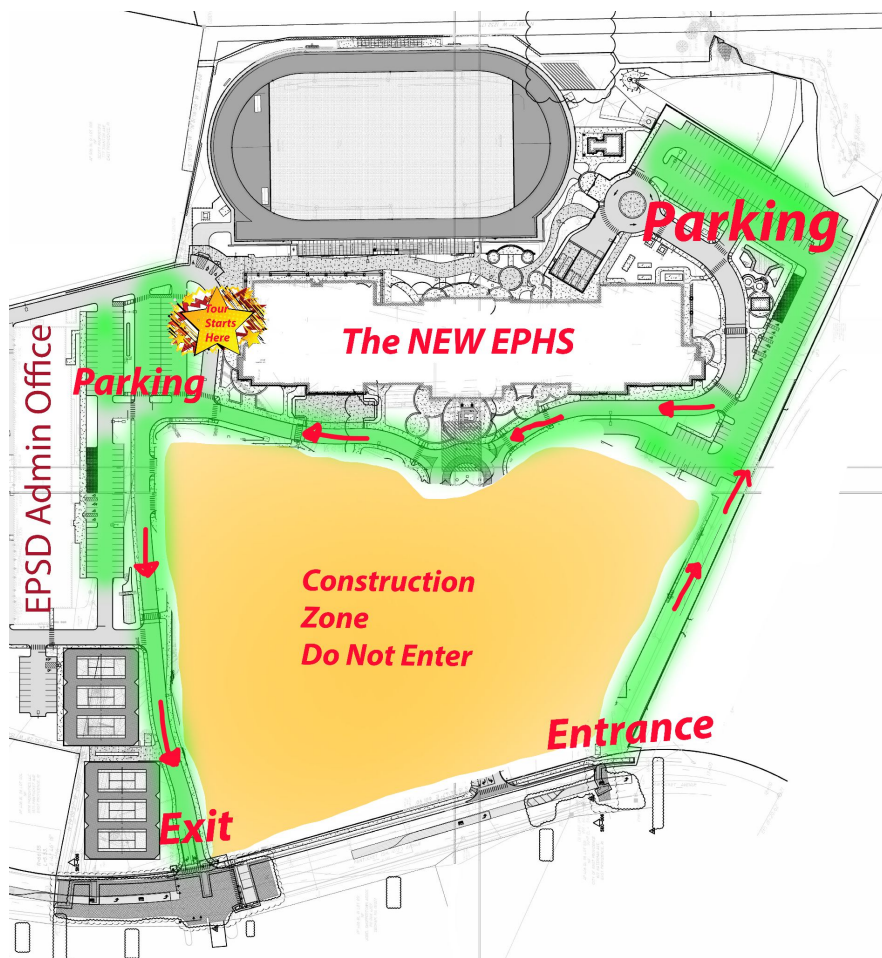 Parking
Tour
Starts
Here
The NEW EPHS
Parking
EPSD Admin Office
Construction
Zone
Do Not Enter
Entrance
Exit